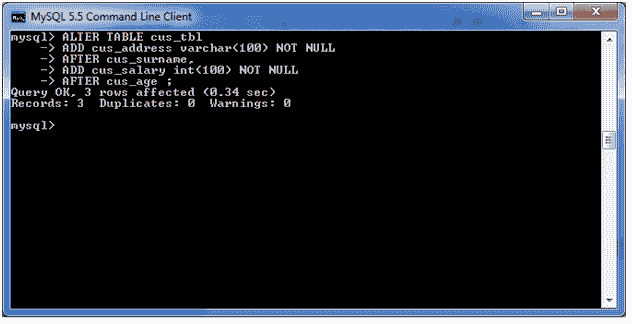 MySQL 5.5 Command Line Client
mysql> ALTER TABLE cus_tbl
-> ADD cus_address varchar(100) NOT NULL
-> AFTER cus_surname,
-> ADD cus_salary int(100) NOT NULL
-> AFTER cus_age ;
Query OK, 3 rows affected (0.34 sec)
Records: 3  Duplicates: 0  Warnings: 0
mysql>